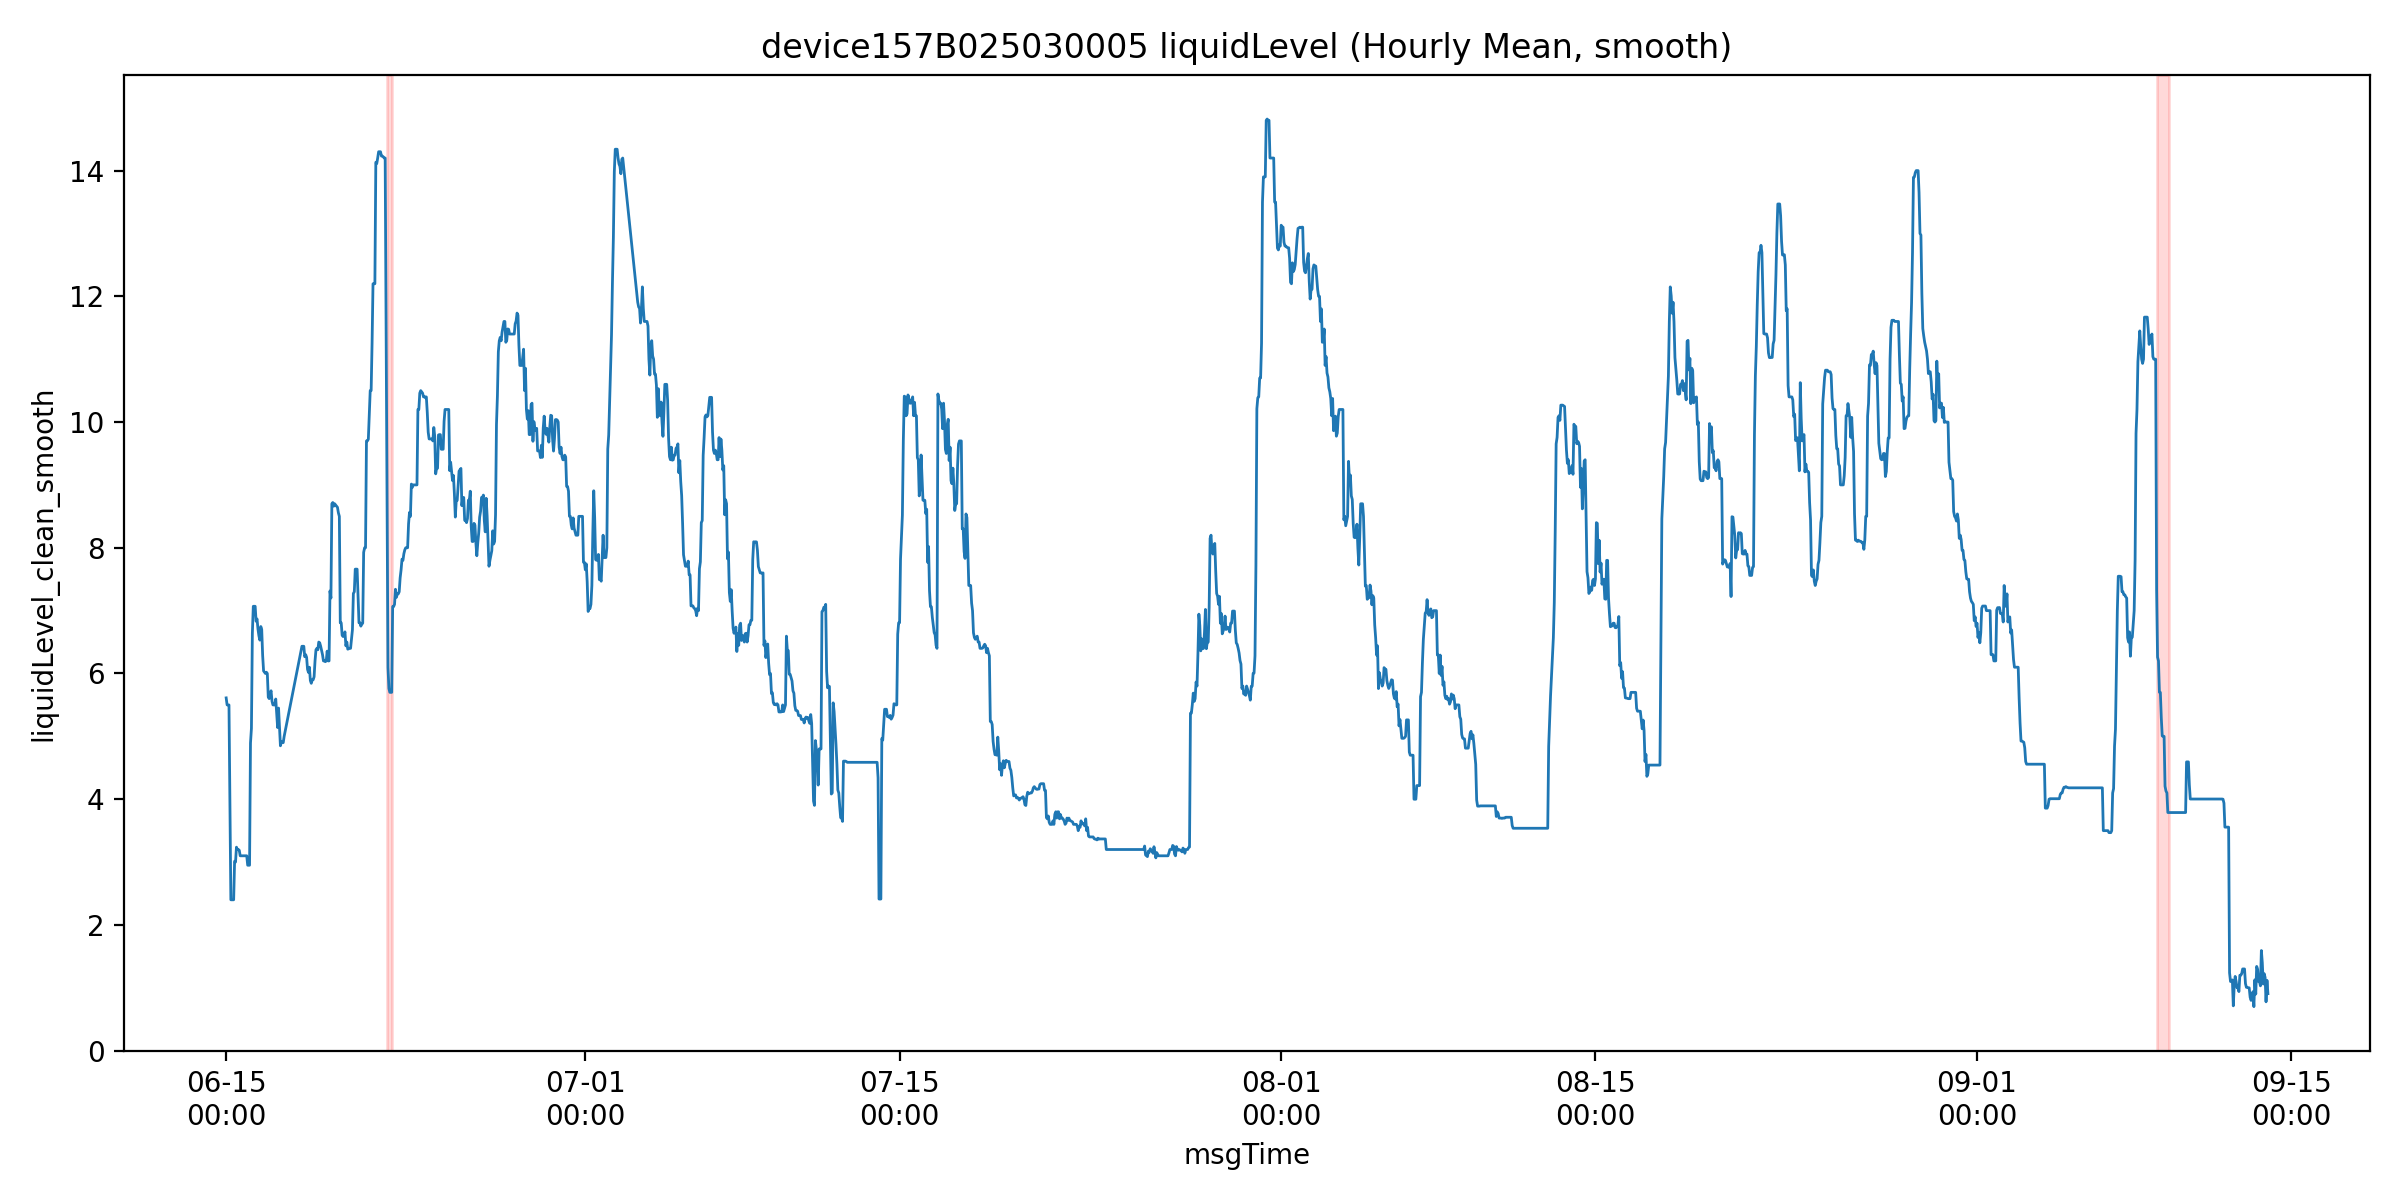 device157B025030005 liquidLevel (Hourly Mean, smooth)
liquidLevel_clean_smooth
14
12
10
8
6
4
2
0
06-15 07-01 07-15 08-01 08-15 09-01 09-15
00:00 00:00 00:00 00:00 00:00 00:00 00:00
msgTime